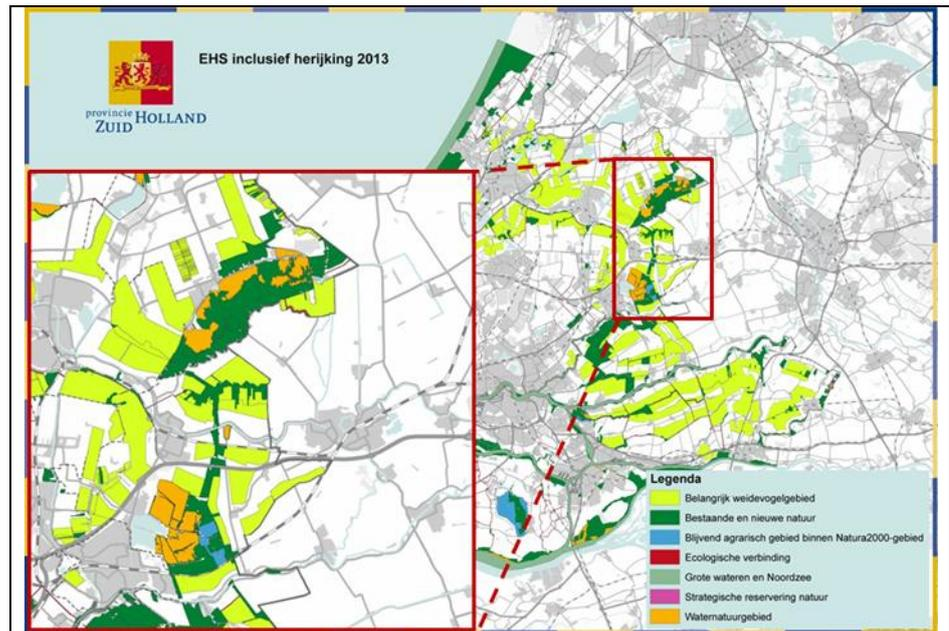 EHS inclusief herijking 2013
provincie
ZUID HOLLAND
Legenda
Belangrijk weidevogelgebied
Bestaande en nieuwe natuur
Blijvend agrarisch gebied binnen Natura2000-gebied
Ecologische verbinding
Grote wateren en Noordzee
Strategische reservering natuur
Waternatuurgebied